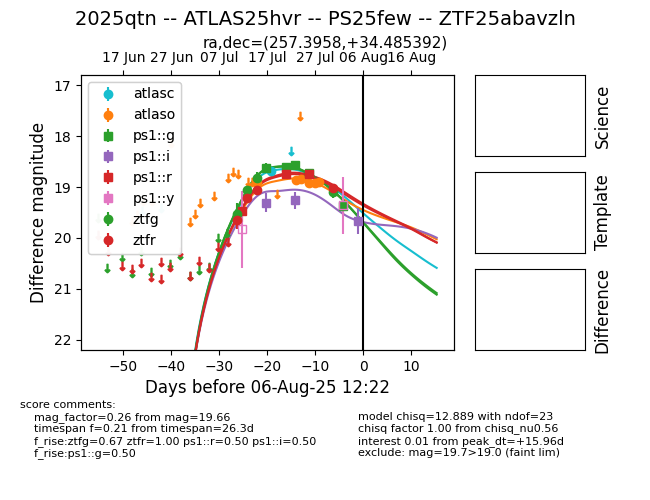 2025qtn -- ATLAS25hvr -- PS25few -- ZTF25abavzln
ra,dec=(257.3958,+34.485392)
17 Jun 27 Jun 07 Jul 17 Jul 27 Jul 06 Aug 16 Aug
17
18
19
20
21
22
Difference magnitude
atlasc
atlaso
ps1::g
ps1::i
ps1::r
ps1::y
ztfg
ztfr
−50 −40 −30 −20 −10 0 10
Days before 06-Aug-25 12:22
Science
Template
Difference
score comments:
mag_factor=0.26 from mag=19.66
timespan f=0.21 from timespan=26.3d
f_rise:ztfg=0.67 ztfr=1.00 ps1::r=0.50 ps1::i=0.50
f_rise:ps1::g=0.50
model chisq=12.889 with ndof=23
chisq factor 1.00 from chisq_nu0.56
interest 0.01 from peak_dt=+15.96d
exclude: mag=19.7>19.0 (faint lim)